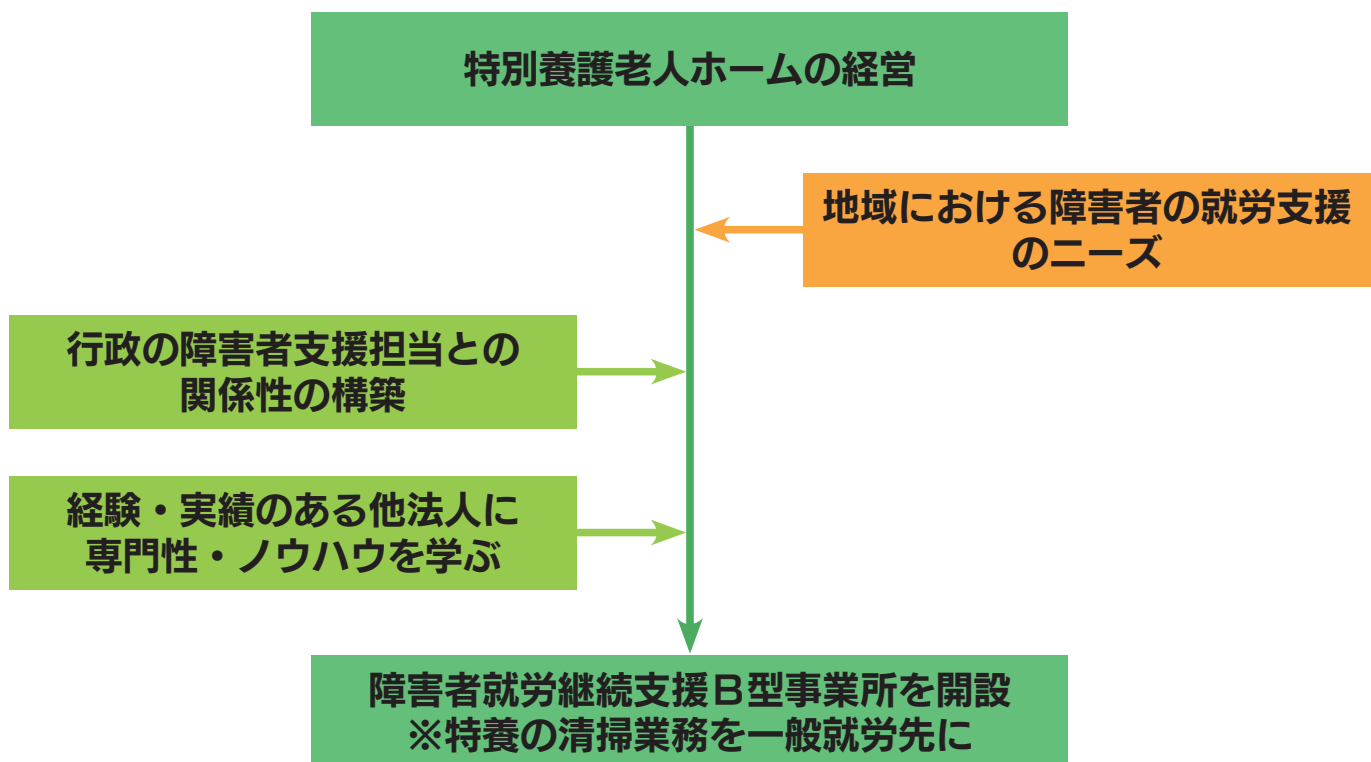 特別養護老人ホームの経営
地域における障害者の就労支援
のニーズ
行政の障害者支援担当との
関係性の構築
経験・実績のある他法人に
専門性・ノウハウを学ぶ
障害者就労継続支援B型事業所を開設
※特養の清掃業務を一般就労先に